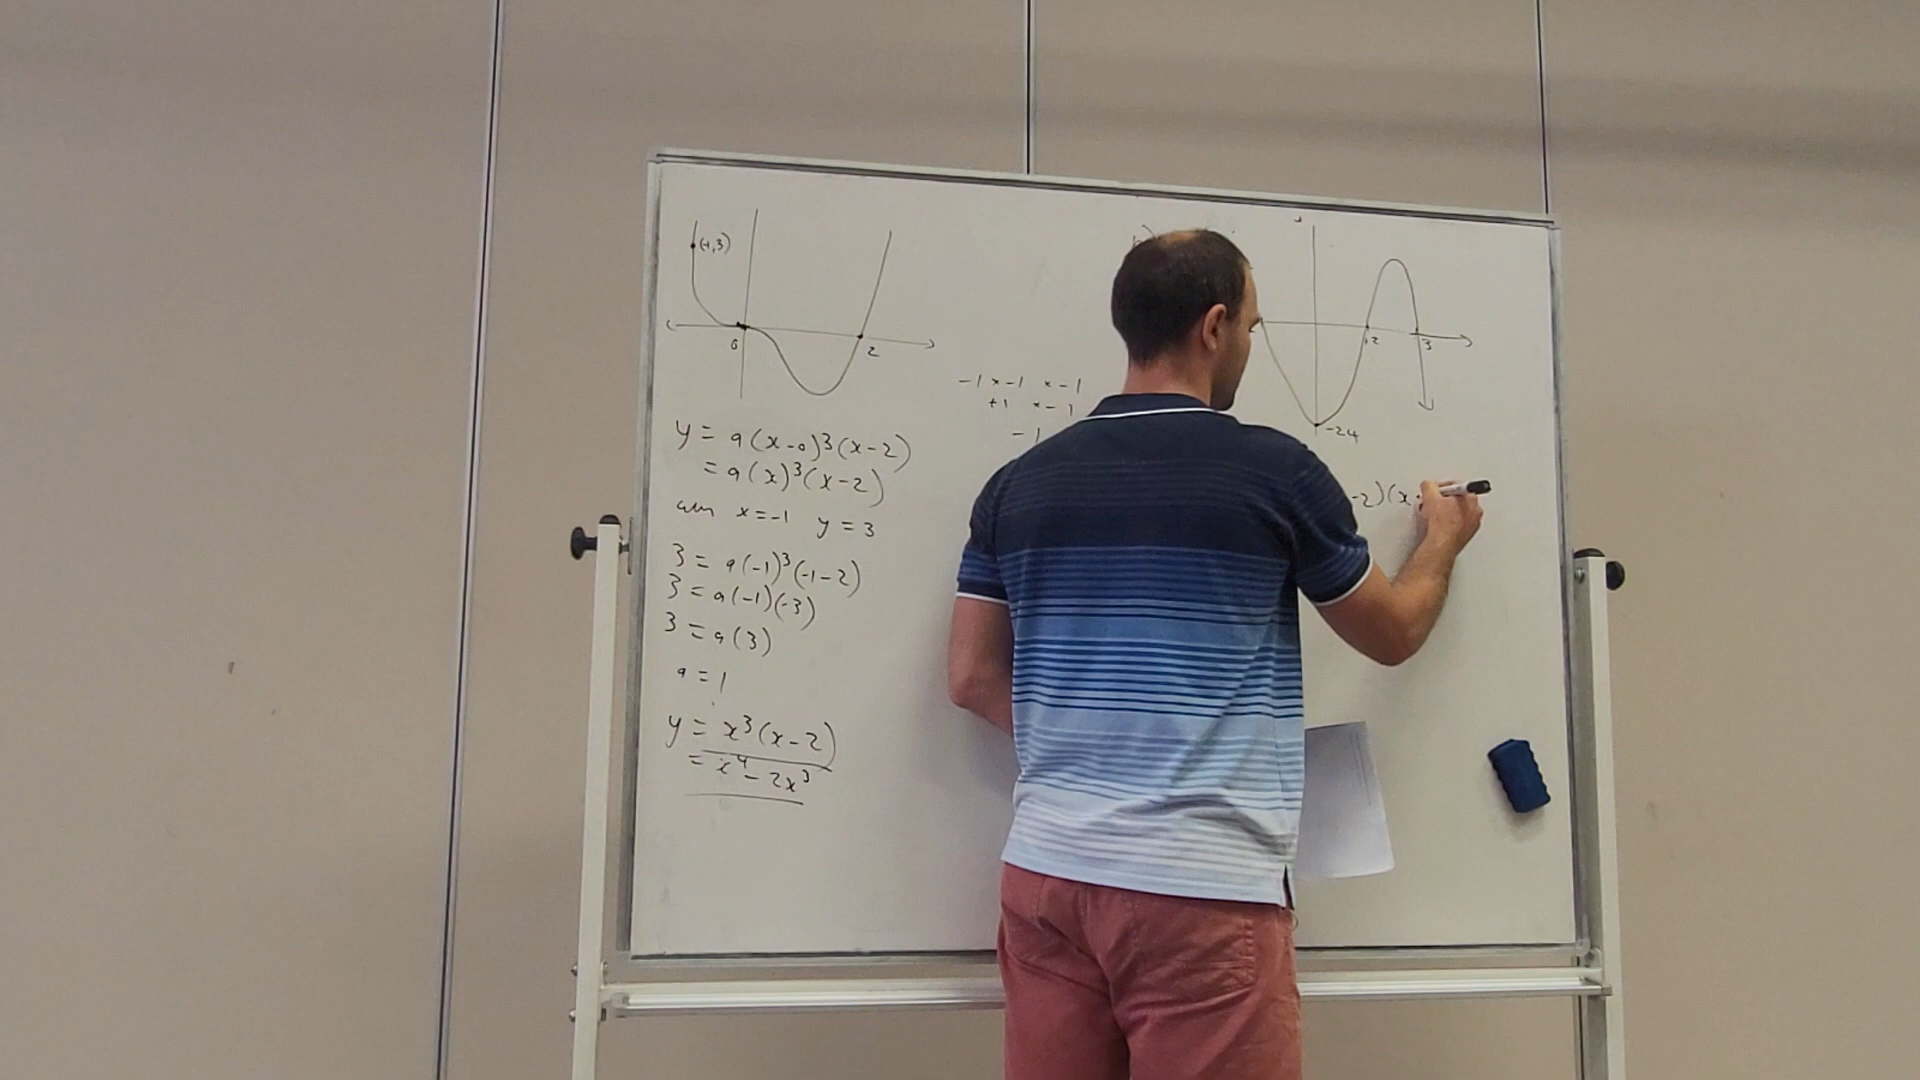 (-1,3)
0
2
y = a(x-0)³(x-2)
= a(x)³(x-2)
x=-1 y=3
3 = a(-1)³(-1-2)
3 = a(-1)(-3)
3 = a(3)
a = 1
y = x³(x-2)
= x⁴-2x³
-1 x -1 x -1
+1 x -1
-1
2
3
-24
-2)(x